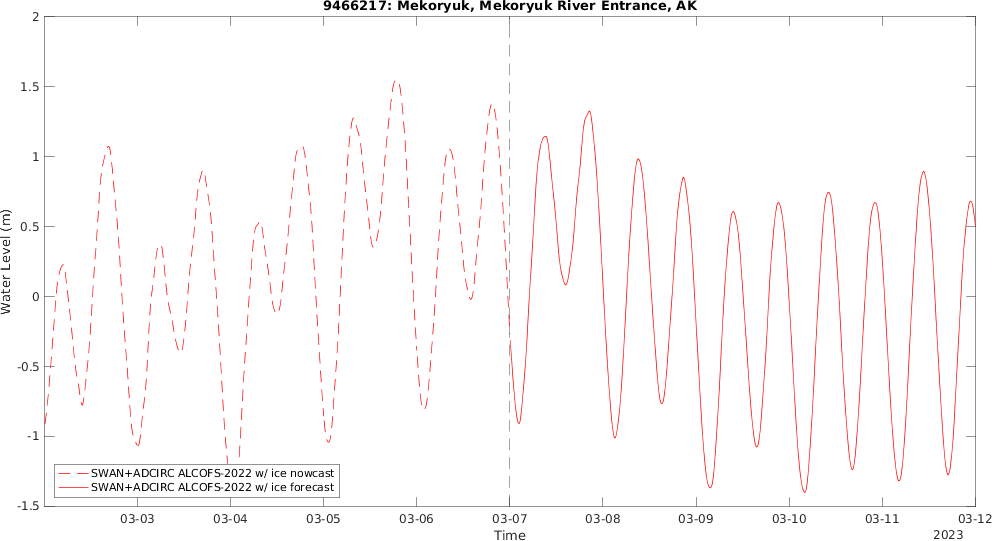 9466217: Mekoryuk, Mekoryuk River Entrance, AK
2
1.5
1
0.5
0
-0.5
-1
-1.5
Water Level (m)
SWAN+ADCIRC ALCOFS-2022 w/ ice nowcast
SWAN+ADCIRC ALCOFS-2022 w/ ice forecast
03-03 03-04 03-05 03-06 03-07 03-08 03-09 03-10 03-11 03-12
Time
2023